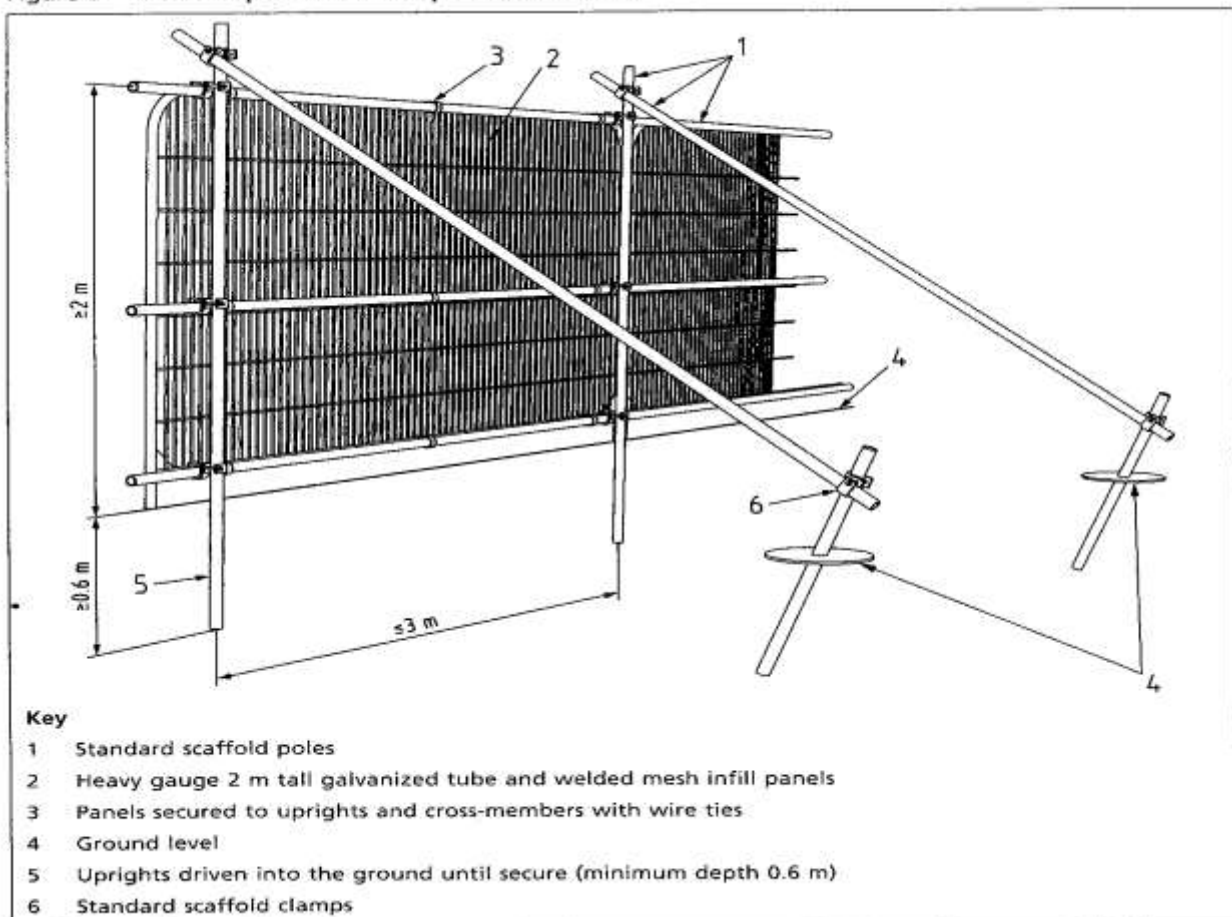 3
2
1
≥2 m
4
6
≥0.6 m
5
≤3 m
4
Key
1 Standard scaffold poles
2 Heavy gauge 2 m tall galvanized tube and welded mesh infill panels
3 Panels secured to uprights and cross-members with wire ties
4 Ground level
5 Uprights driven into the ground until secure (minimum depth 0.6 m)
6 Standard scaffold clamps